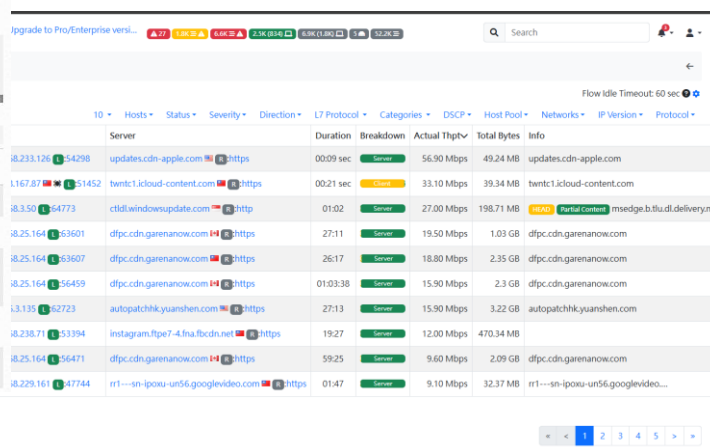 Upgrade to Pro/Enterprise versi... 27 1.8K 6.6K 2.5K (834) 6.9K (1.8K) 5 52.2K Search
Flow Idle Timeout: 60 sec
10 Hosts Status Severity Direction L7 Protocol Categories DSCP Host Pool Networks IP Version Protocol
Server Duration Breakdown Actual Thpt Total Bytes Info
8.233.126 L :54298 updates.cdn-apple.com R :https 00:09 sec Server 56.90 Mbps 49.24 MB updates.cdn-apple.com
.167.87 L :51452 twntc1.icloud-content.com R :https 00:21 sec Client 33.10 Mbps 39.34 MB twntc1.icloud-content.com
8.3.50 L :64773 ctldl.windowsupdate.com R :http 01:02 Server 27.00 Mbps 198.71 MB HEAD Partial Content msedge.b.tlu.dl.delivery.m
8.25.164 L :63601 dfpc.cdn.garenanow.com R :https 27:11 Server 19.50 Mbps 1.03 GB dfpc.cdn.garenanow.com
8.25.164 L :63607 dfpc.cdn.garenanow.com R :https 26:17 Server 18.80 Mbps 2.35 GB dfpc.cdn.garenanow.com
8.25.164 L :56459 dfpc.cdn.garenanow.com R :https 01:03:38 Server 15.90 Mbps 2.3 GB dfpc.cdn.garenanow.com
.3.135 L :62723 autopatchhk.yuanshen.com R :https 27:13 Server 15.90 Mbps 3.22 GB autopatchhk.yuanshen.com
8.238.71 L :53394 instagram.ftpe7-4.fna.fbcdn.net R :https 19:27 Server 12.00 Mbps 470.34 MB
8.25.164 L :56471 dfpc.cdn.garenanow.com R :https 59:25 Server 9.60 Mbps 2.09 GB dfpc.cdn.garenanow.com
8.229.161 L :47744 rr1---sn-ipoxu-un56.googlevideo.com R :https 01:47 Server 9.10 Mbps 32.37 MB rr1---sn-ipoxu-un56.googlevideo....
« < 1 2 3 4 5 > »